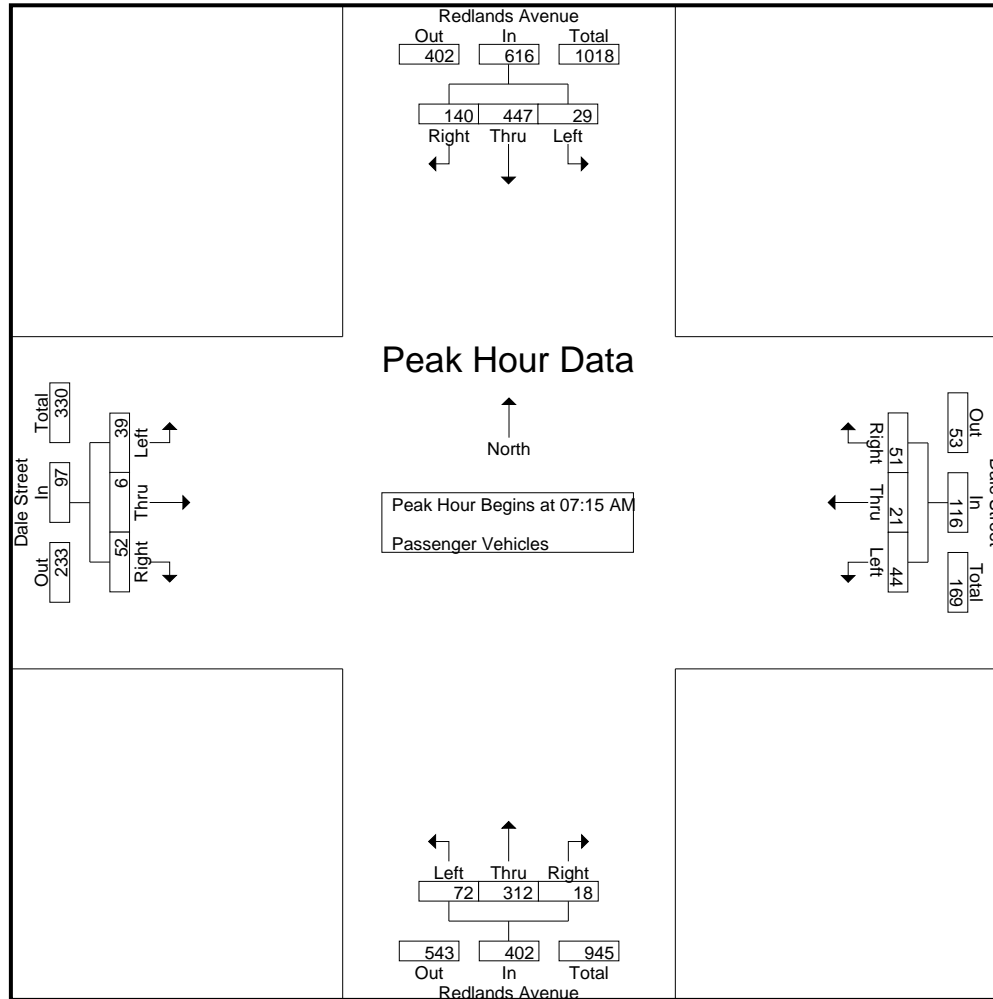 Redlands Avenue
Out In Total
402 616 1018
140 447 29
Right Thru Left
Peak Hour Data
North
Peak Hour Begins at 07:15 AM
Passenger Vehicles
Dale Street
Total In Out
330 97 233
39 6 52
Left Thru Right
Out In Total
53 116 169
51 21 44
Right Thru Left
Dale Street
Left Thru Right
72 312 18
543 402 945
Out In Total
Redlands Avenue